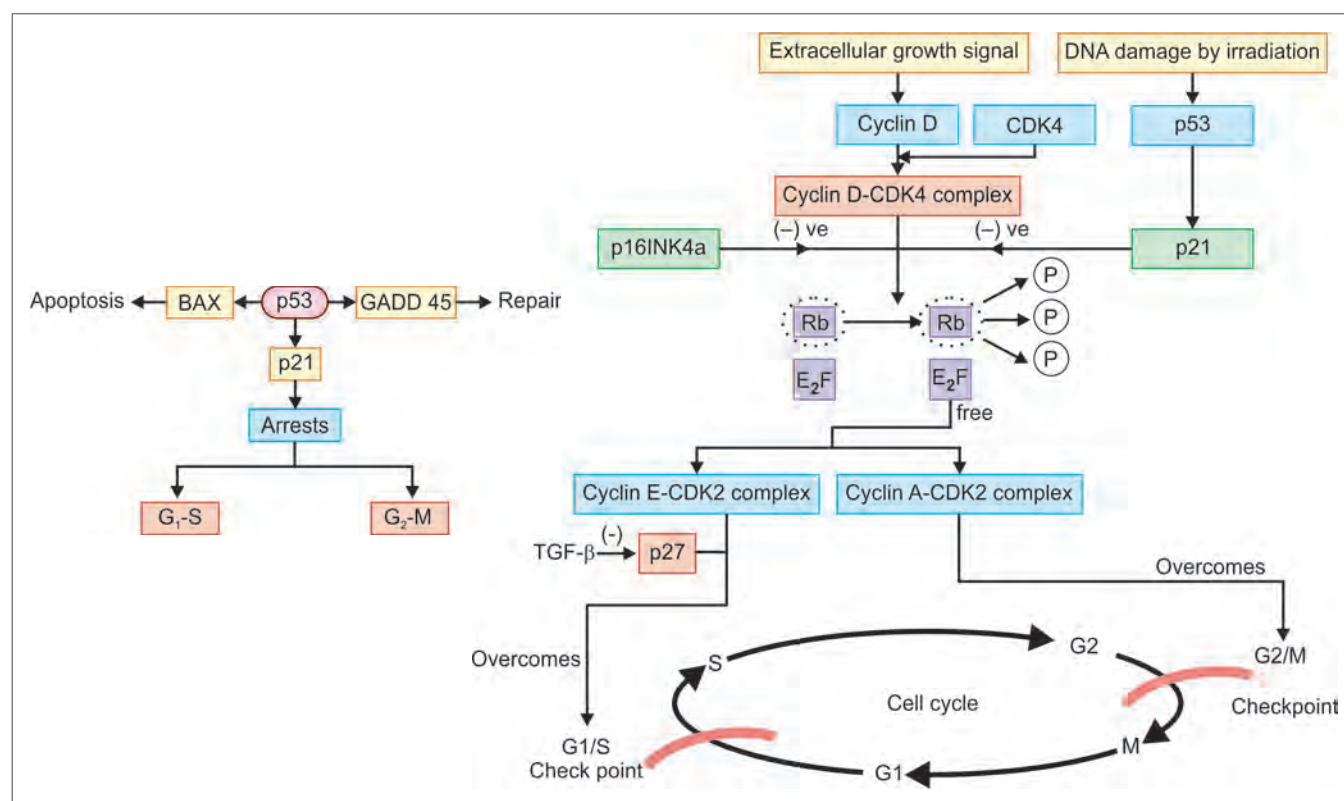 Extracellular growth signal
DNA damage by irradiation
Cyclin D
CDK4
p53
Cyclin D-CDK4 complex
p16INK4a
(–) ve
(–) ve
p21
Apoptosis
BAX
p53
GADD 45
Repair
p21
Arrests
G₁-S
G₂-M
Rb
Rb
P
P
P
E₂F
E₂F
free
Cyclin E-CDK2 complex
Cyclin A-CDK2 complex
TGF-β
(-)
p27
Overcomes
Overcomes
S
G2
G2/M
Checkpoint
Cell cycle
G1/S
Check point
G1
M